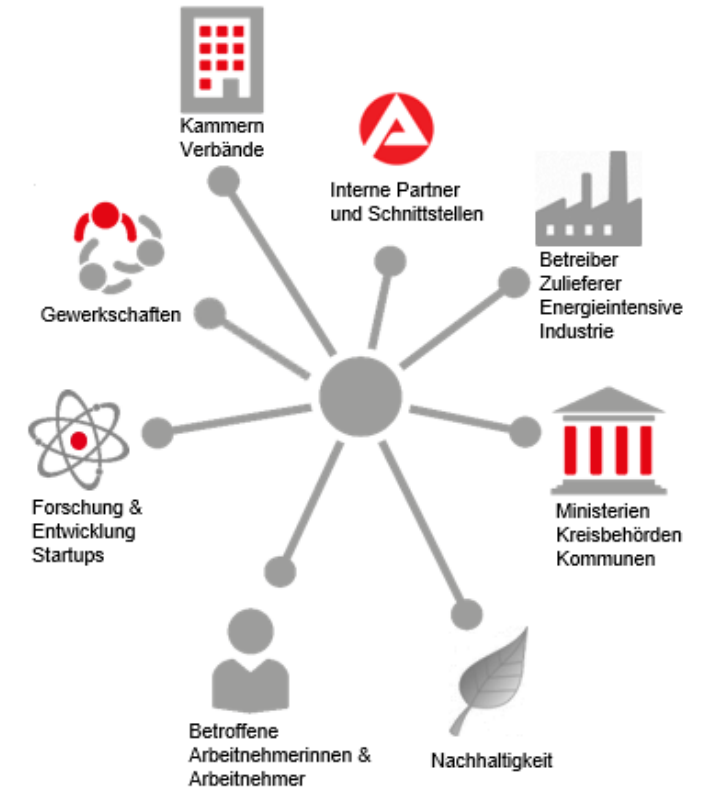 Kammern
Verbände
Interne Partner
und Schnittstellen
Betreiber
Zulieferer
Energieintensive
Industrie
Gewerkschaften
Forschung &
Entwicklung
Startups
Ministerien
Kreisbehörden
Kommunen
Betroffene
Arbeitnehmerinnen &
Arbeitnehmer
Nachhaltigkeit